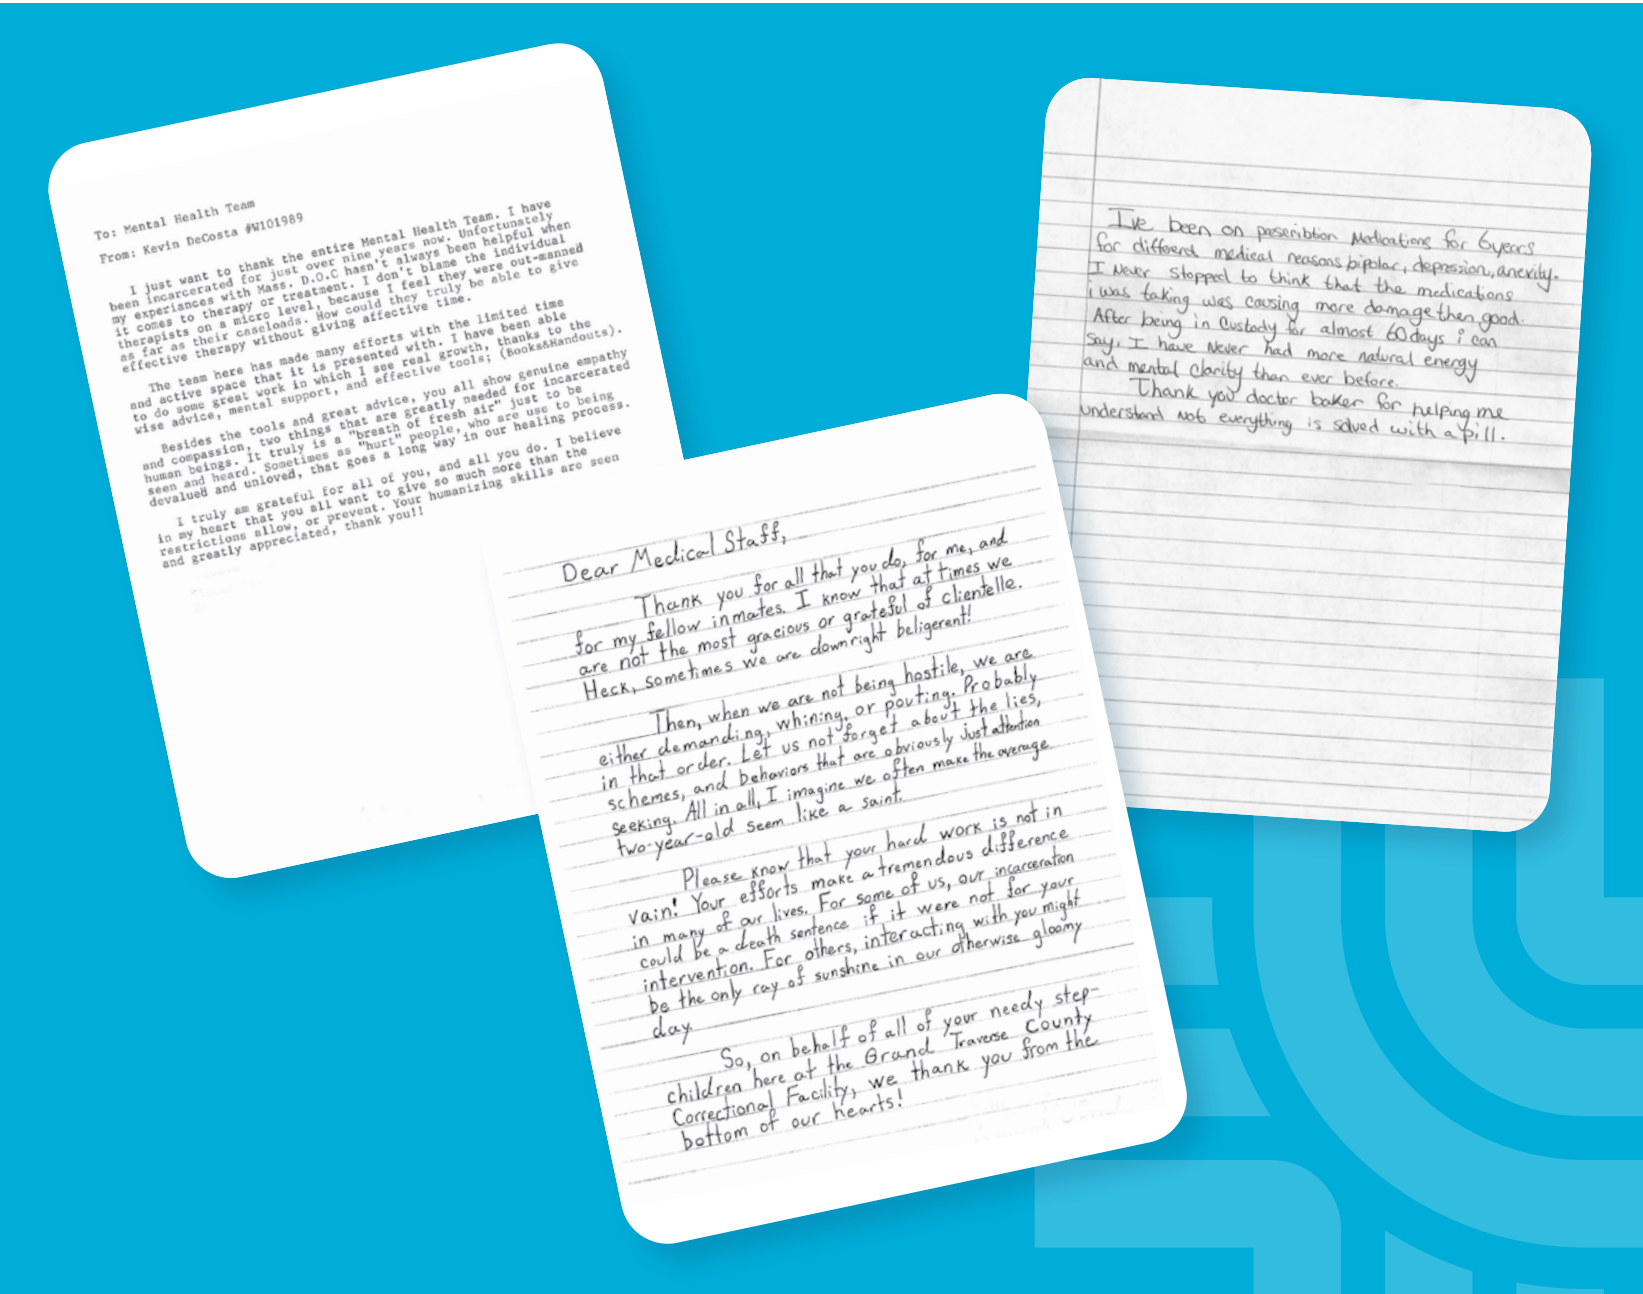 To: Mental Health Team
From: Kevin DeCosta #W101989
I just want to thank the entire Mental Health Team. I have
been incarcerated for just over nine years now. Unfortunately
my experiances with Mass. D.O.C hasn't always been helpful when
it comes to therapy or treatment. I don't blame the individual
therapists on a micro level, because I feel they were out-manned
as far as their caseloads. How could they truly be able to give
effective therapy without giving affective time.
The team here has made many efforts with the limited time
and active space that it is presented with. I have been able
to do some great work in which I see real growth, thanks to the
wise advice, mental support, and effective tools; (Books&Handouts).
Besides the tools and great advice, you all show genuine empathy
and compassion, two things that are greatly needed for incarcerated
human beings. It truly is a "breath of fresh air" just to be
seen and heard. Sometimes as "hurt" people, who are use to being
devalued and unloved, that goes a long way in our healing process.
I truly am grateful for all of you, and all you do. I believe
in my heart that you all want to give so much more than the
restrictions allow, or prevent. Your humanizing skills are seen
and greatly appreciated, thank you!!
Dear Medical Staff,
Thank you for all that you do, for me, and
for my fellow inmates. I know that at times we
are not the most gracious or grateful of clientelle.
Heck, sometimes we are downright beligerent!
Then, when we are not being hostile, we are
either demanding, whining, or pouting. Probably
in that order. Let us not forget about the lies,
schemes, and behaviors that are obviously just attention
seeking. All in all, I imagine we often make the average
two-year-old seem like a saint.
Please know that your hard work is not in
vain! Your efforts make a tremendous difference
in many of our lives. For some of us, our incarceration
could be a death sentence if it were not for your
intervention. For others, interacting with you might
be the only ray of sunshine in our otherwise gloomy
day.
So, on behalf of all of your needy step-
children here at the Grand Traverse County
Correctional Facility, we thank you from the
bottom of our hearts!
I've been on pescribtion Medications for 6years
for differend medical reasons bipolar, depression, anexity.
I Never stopped to think that the medications
i was taking was causing more damage then good.
After being in Custody for almost 60days i can
say, I have Never had more natural energy
and mental clarity than ever before.
Thank you doctor baker for helping me
understand not everything is solved with a pill.